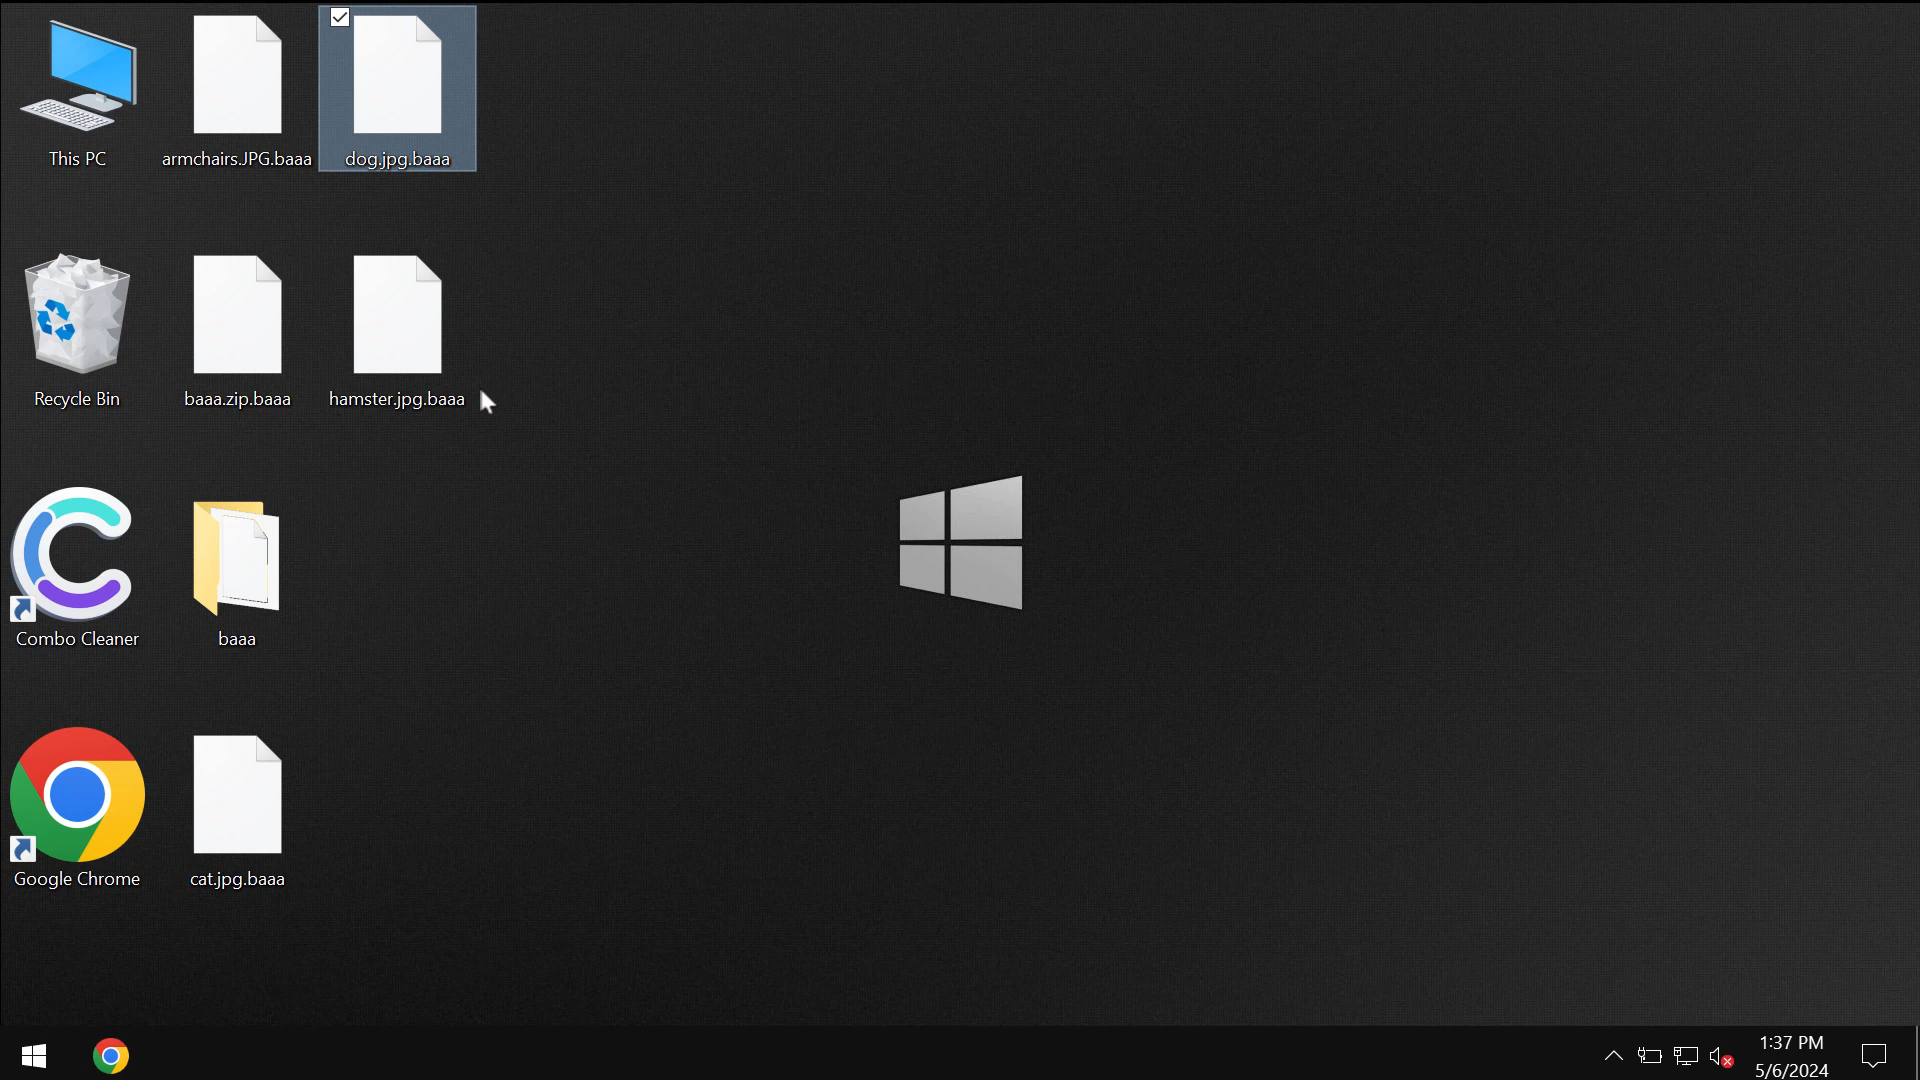 This PC
armchairs.JPG.baaa
dog.jpg.baaa
Recycle Bin
baaa.zip.baaa
hamster.jpg.baaa
Combo Cleaner
baaa
Google Chrome
cat.jpg.baaa
1:37 PM
5/6/2024